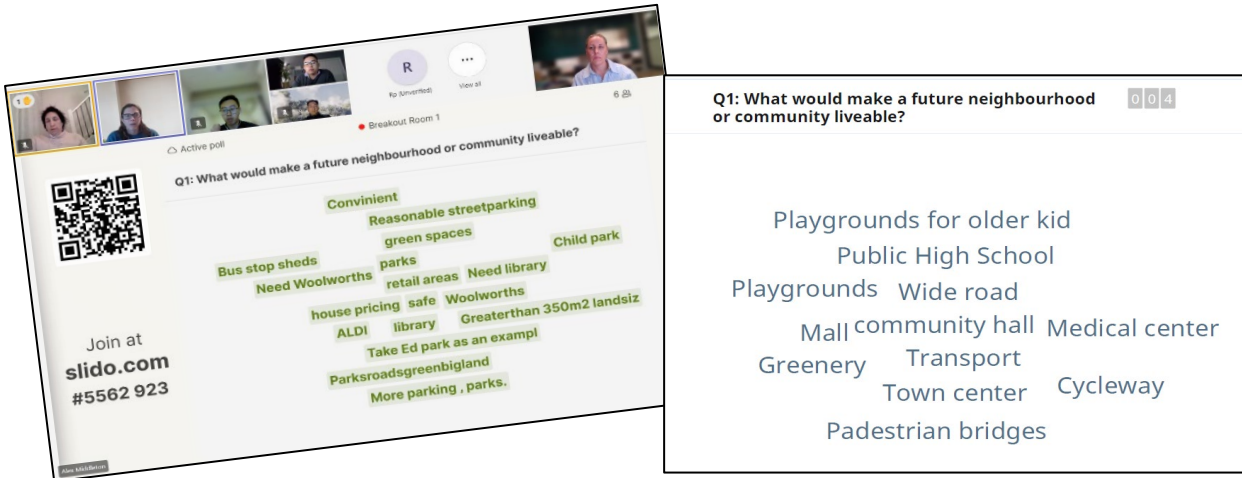 1
R
Rp (Unverified)
...
View all
6
Breakout Room 1
Active poll
Q1: What would make a future neighbourhood or community liveable?
Convinient
Reasonable streetparking
green spaces
Child park
Bus stop sheds
parks
Need Woolworths
retail areas
Need library
house pricing
safe
Woolworths
Greaterthan 350m2 landsiz
ALDI
library
Take Ed park as an exampl
Parksroadsgreenbigland
More parking , parks.
Join at
slido.com
#5562 923
Alex Middleton
Q1: What would make a future neighbourhood
or community liveable?
0 0 4
Playgrounds for older kid
Public High School
Playgrounds
Wide road
Mall
community hall
Medical center
Greenery
Transport
Town center
Cycleway
Padestrian bridges